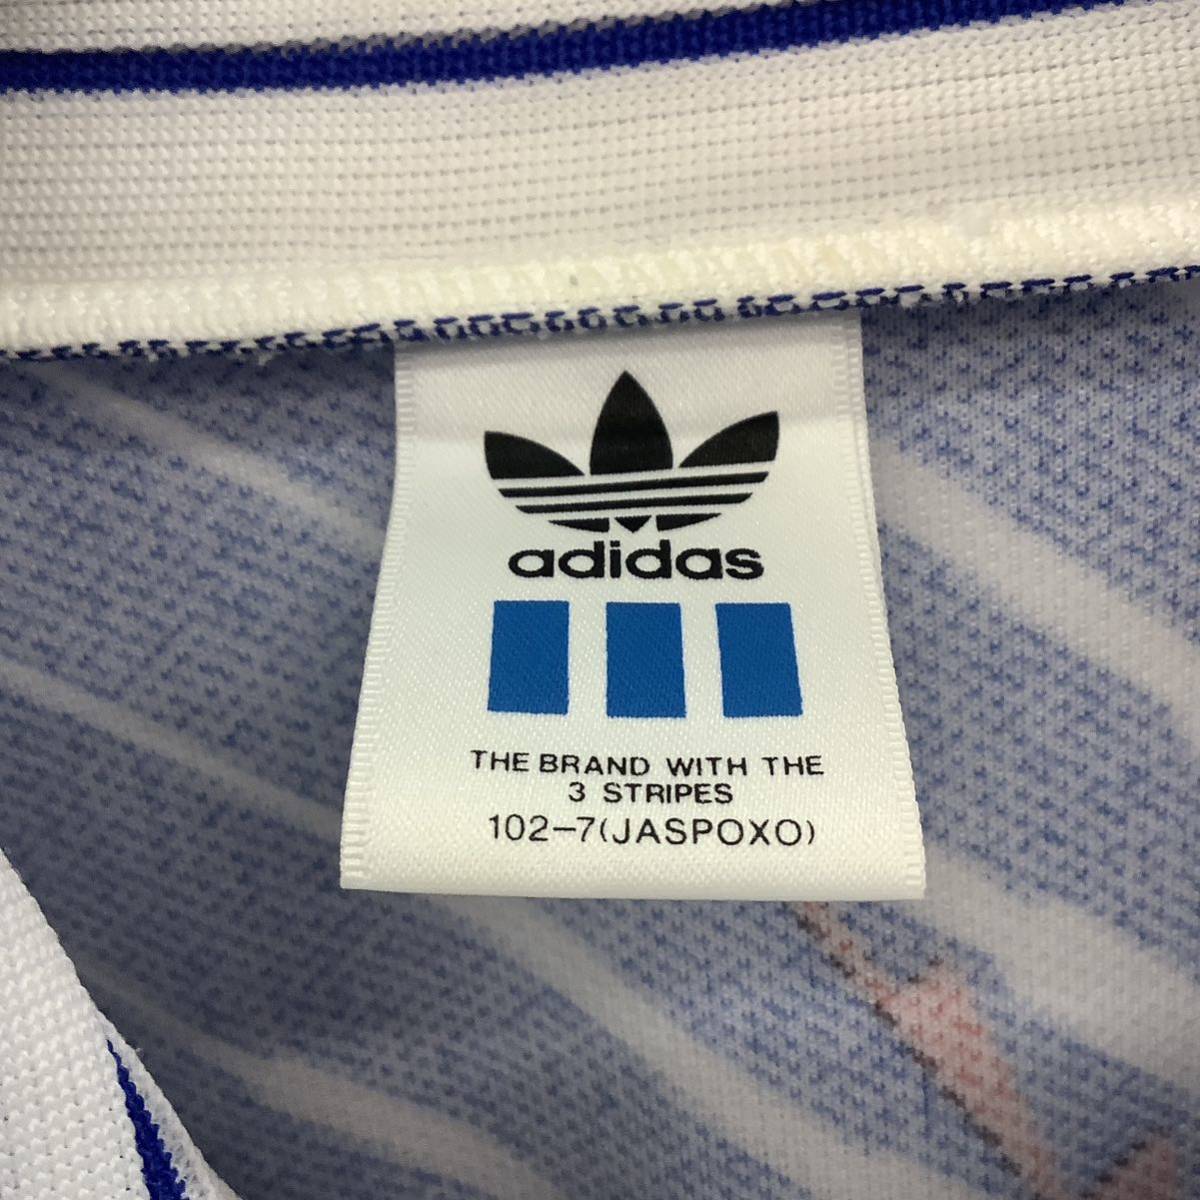 adidas
THE BRAND WITH THE
3 STRIPES
102-7(JASPOXO)